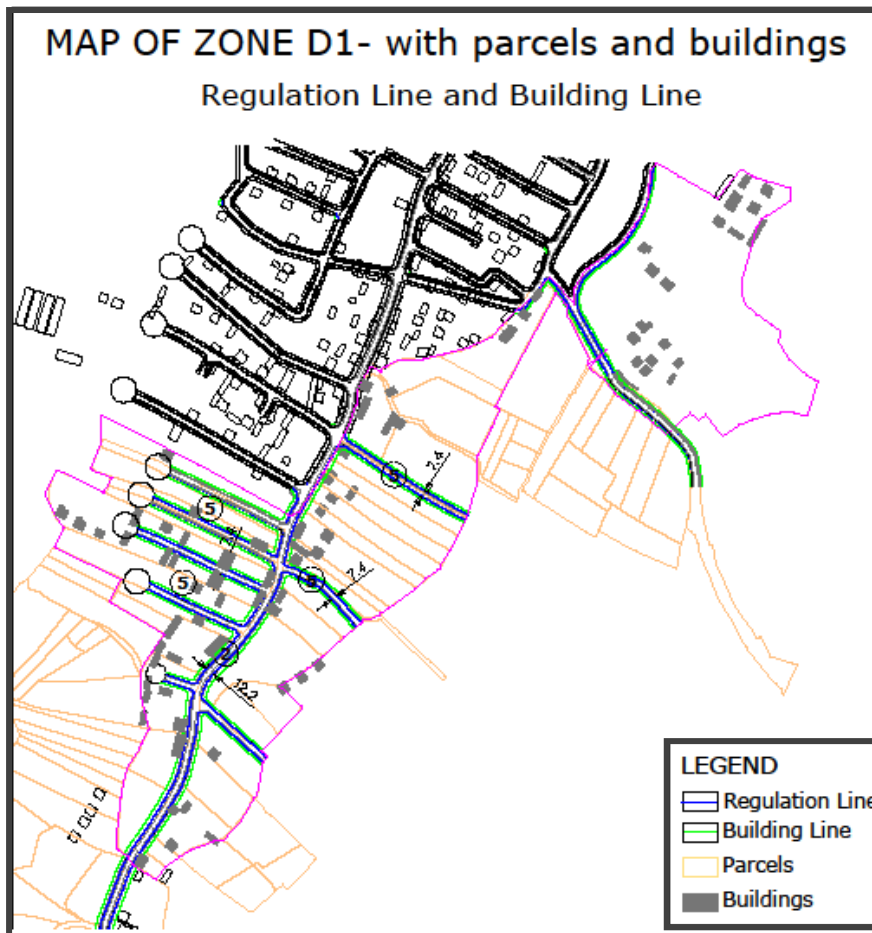 MAP OF ZONE D1- with parcels and buildings
Regulation Line and Building Line
5
7.4
5
5
7.4
2
12.2
LEGEND
Regulation Line
Building Line
Parcels
Buildings